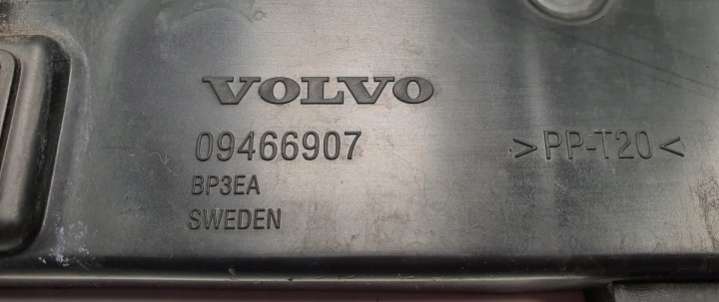 VOLVO
09466907
>PP-T20<
BP3EA
SWEDEN